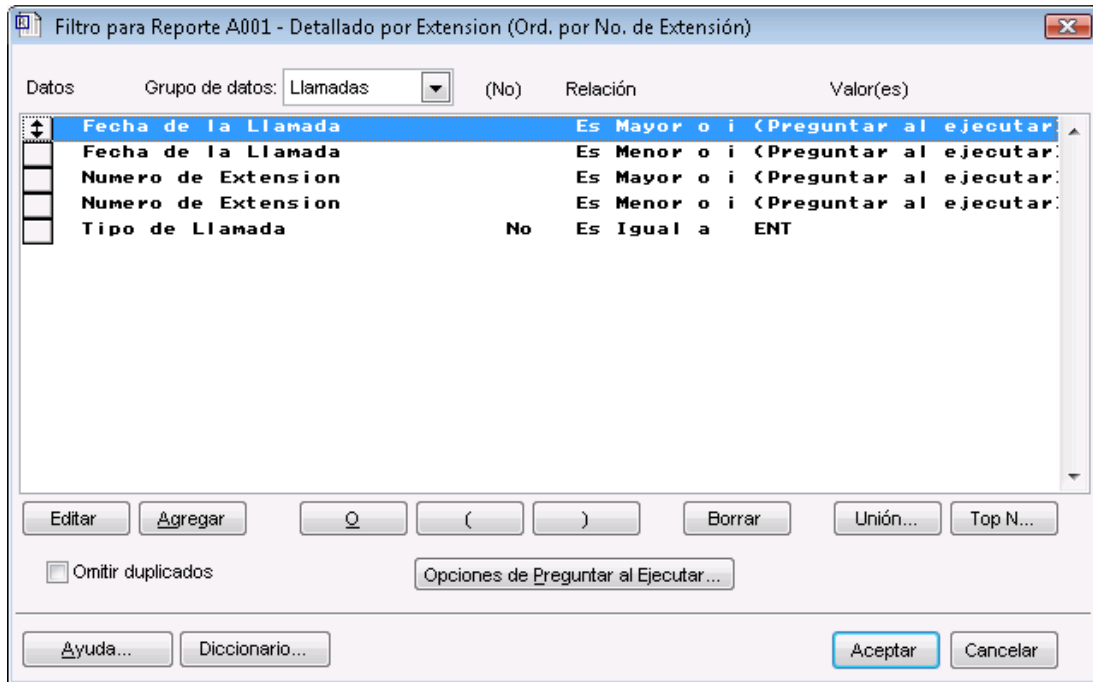 Filtro para Reporte A001 - Detallado por Extension (Ord. por No. de Extensión)
Datos Grupo de datos: Llamadas (No) Relación Valor(es)
Fecha de la Llamada Es Mayor o i (Preguntar al ejecutar)
Fecha de la Llamada Es Menor o i (Preguntar al ejecutar)
Numero de Extension Es Mayor o i (Preguntar al ejecutar)
Numero de Extension Es Menor o i (Preguntar al ejecutar)
Tipo de Llamada No Es Igual a ENT
Editar Agregar O ( ) Borrar Unión... Top N...
Omitir duplicados Opciones de Preguntar al Ejecutar...
Ayuda... Diccionario... Aceptar Cancelar